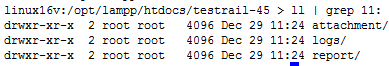 linux16v:/opt/lampp/htdocs/testrail-45 > ll | grep 11:
drwxr-xr-x  2 root root   4096 Dec 29 11:24 attachment/
drwxr-xr-x  2 root root   4096 Dec 29 11:24 logs/
drwxr-xr-x  2 root root   4096 Dec 29 11:24 report/